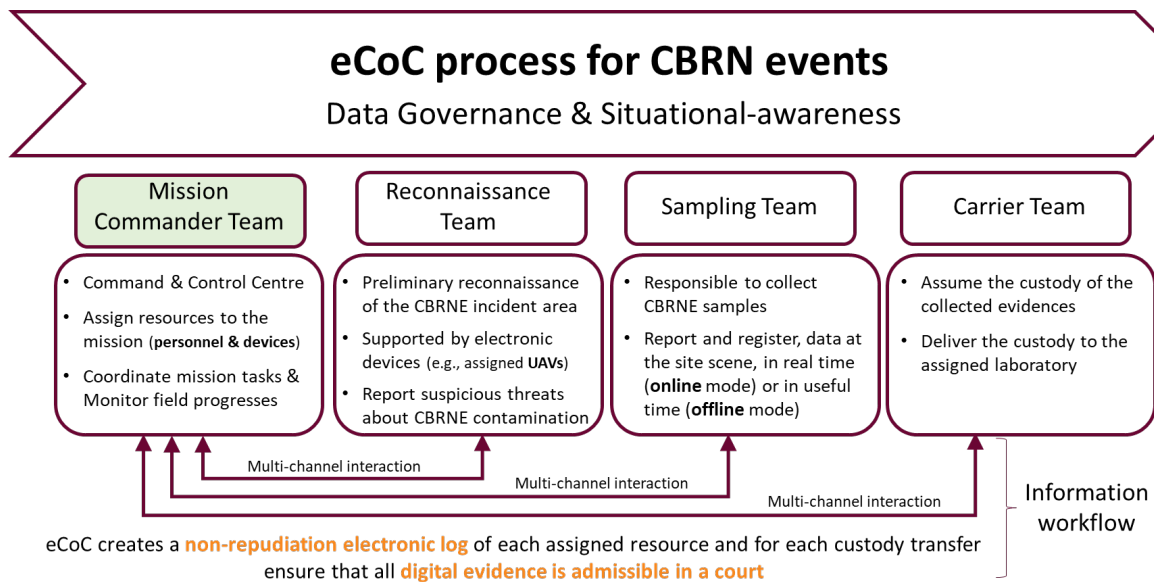 eCoC process for CBRN events
Data Governance & Situational-awareness
Mission
Commander Team
• Command & Control Centre
• Assign resources to the
mission (personnel & devices)
• Coordinate mission tasks &
Monitor field progresses
Reconnaissance
Team
• Preliminary reconnaissance
of the CBRNE incident area
• Supported by electronic
devices (e.g., assigned UAVs)
• Report suspicious threats
about CBRNE contamination
Sampling Team
• Responsible to collect
CBRNE samples
• Report and register, data at
the site scene, in real time
(online mode) or in useful
time (offline mode)
Carrier Team
• Assume the custody of the
collected evidences
• Deliver the custody to the
assigned laboratory
Multi-channel interaction
Multi-channel interaction
Multi-channel interaction
Information
workflow
eCoC creates a non-repudiation electronic log of each assigned resource and for each custody transfer
ensure that all digital evidence is admissible in a court